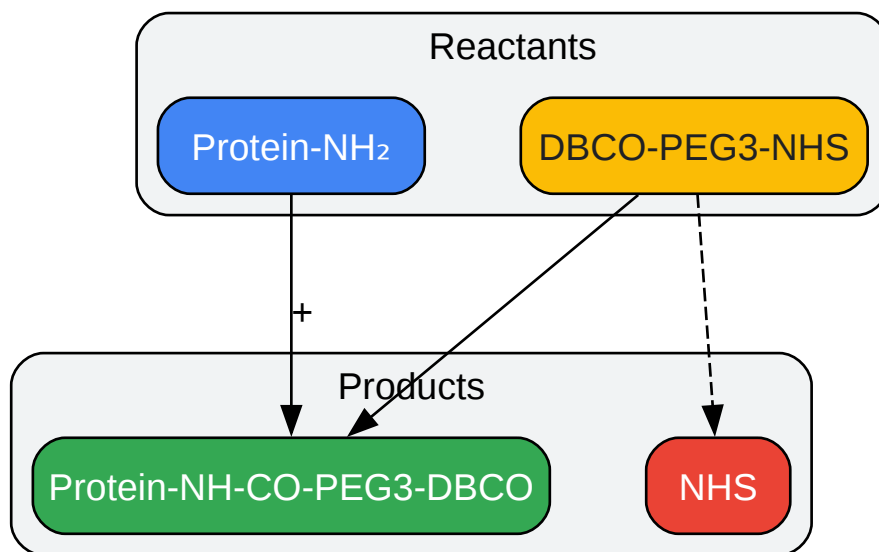 Reactants
Protein-NH₂
DBCO-PEG3-NHS
+
Products
Protein-NH-CO-PEG3-DBCO
NHS